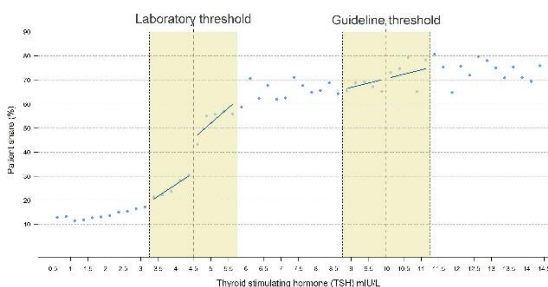 Laboratory threshold
Guideline threshold
Patient share (%)
90
80
70
60
50
40
30
20
10
0.5 1 1.5 2 2.5 3 3.5 4 4.5 5 5.5 6 6.5 7 7.5 8 8.5 9 9.5 10 10.5 11 11.5 12 12.5 13 13.5 14 14.5
Thyroid stimulating hormone (TSH) mIU/L